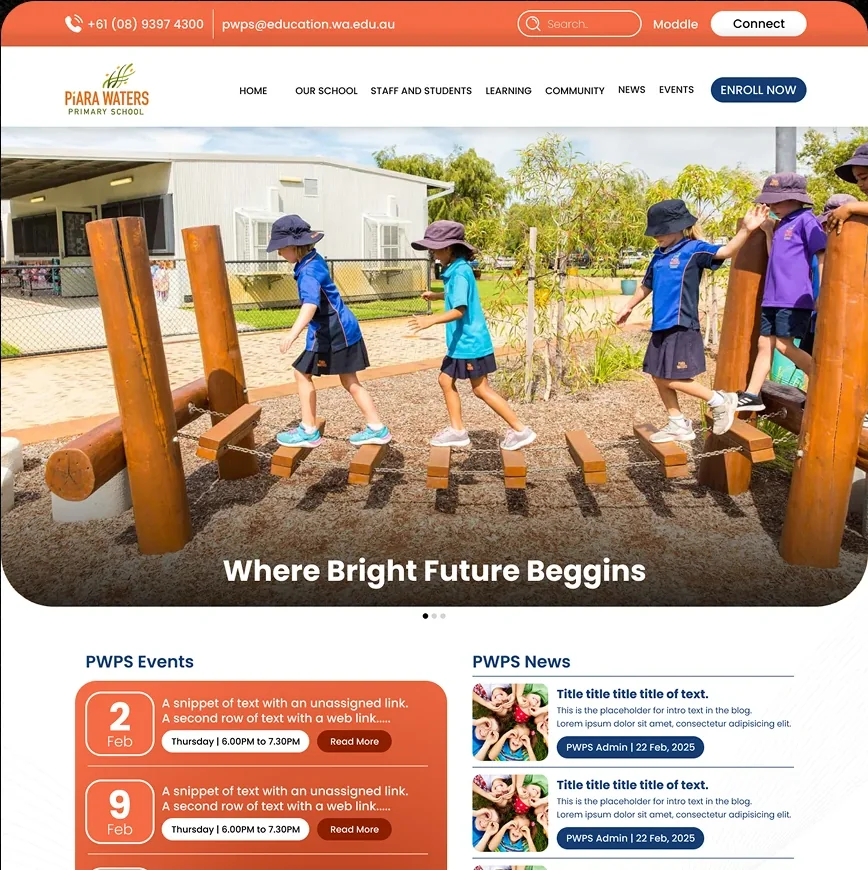 +61 (08) 9397 4300
pwps@education.wa.edu.au
Search..
Moddle
Connect
PiARA WATERS
PRIMARY SCHOOL
HOME
OUR SCHOOL
STAFF AND STUDENTS
LEARNING
COMMUNITY
NEWS
EVENTS
ENROLL NOW
Where Bright Future Beggins
PWPS Events
2
Feb
A snippet of text with an unassigned link.
A second row of text with a web link.....
Thursday | 6.00PM to 7.30PM
Read More
9
Feb
A snippet of text with an unassigned link.
A second row of text with a web link.....
Thursday | 6.00PM to 7.30PM
Read More
PWPS News
Title title title title of text.
This is the placeholder for intro text in the blog.
Lorem ipsum dolor sit amet, consectetur adipisicing elit.
PWPS Admin | 22 Feb, 2025
Title title title title of text.
This is the placeholder for intro text in the blog.
Lorem ipsum dolor sit amet, consectetur adipisicing elit.
PWPS Admin | 22 Feb, 2025